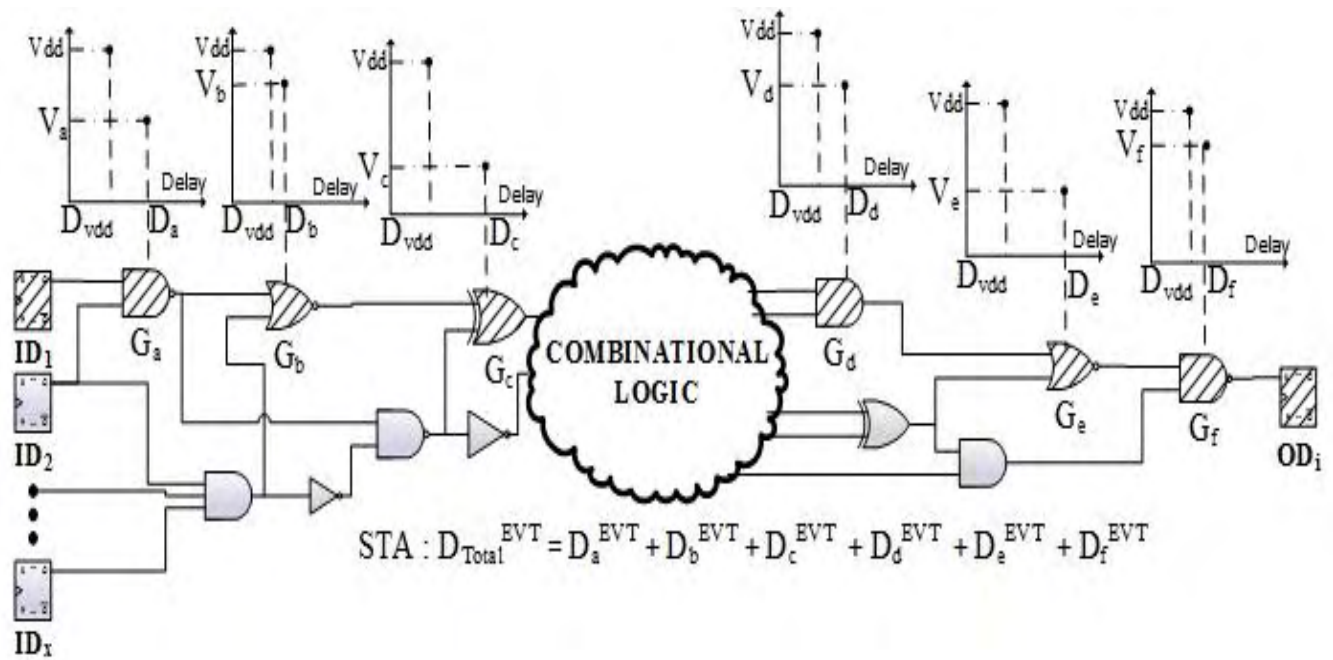 Vdd
Va
Delay
Dvdd
Da
Vdd
Vb
Delay
Dvdd
Db
Vdd
Vc
Delay
Dvdd
Dc
Vdd
Vd
Delay
Dvdd
Dd
Vdd
Ve
Delay
Dvdd
De
Vdd
Vf
Delay
Dvdd
Df
ID1
Ga
Gb
Gc
COMBINATIONAL
LOGIC
Gd
Ge
Gf
ODi
ID2
IDx
STA : DTotal^EVT = Da^EVT + Db^EVT + Dc^EVT + Dd^EVT + De^EVT + Df^EVT